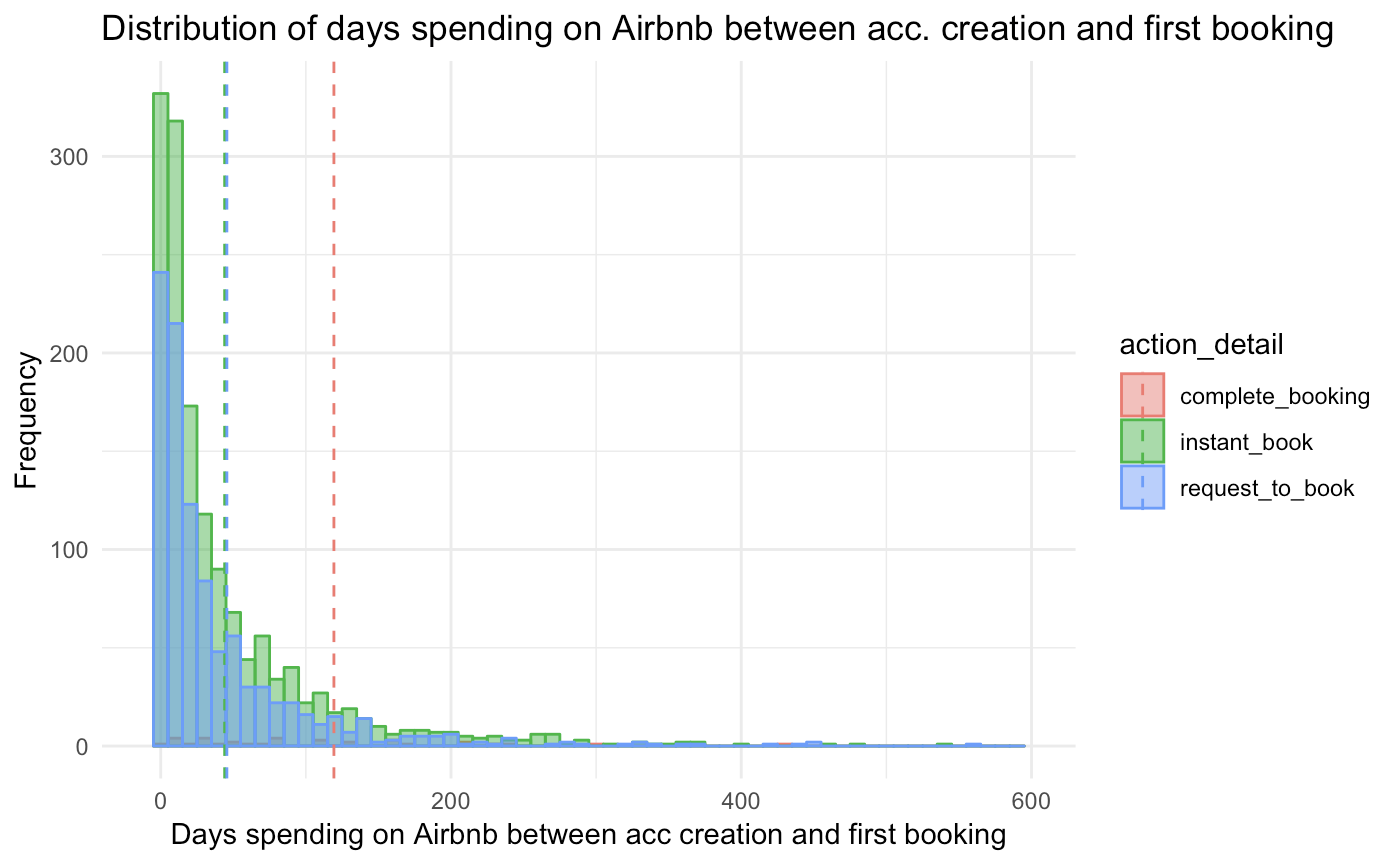 Distribution of days spending on Airbnb between acc. creation and first booking
Frequency
300
200
100
0
0 200 400 600
Days spending on Airbnb between acc creation and first booking
action_detail
complete_booking
instant_book
request_to_book